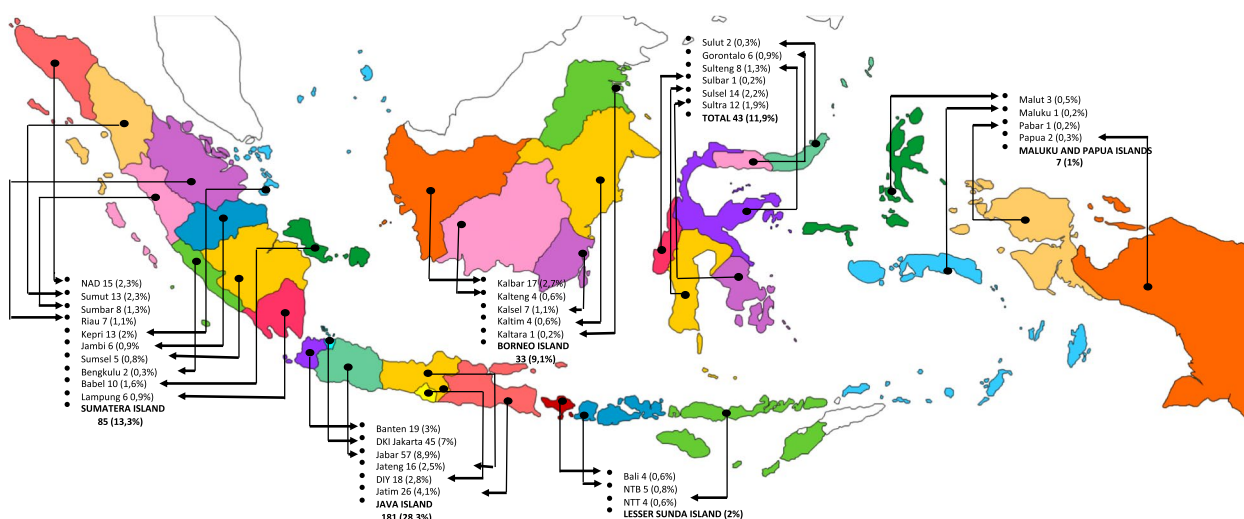 NAD 15 (2,3%)
Sumut 13 (2,3%)
Sumbar 8 (1,3%)
Riau 7 (1,1%)
Kepri 13 (2%)
Jambi 6 (0,9%)
Sumsel 5 (0,8%)
Bengkulu 2 (0,3%)
Babel 10 (1,6%)
Lampung 6 0,9%)
SUMATERA ISLAND
85 (13,3%)
Banten 19 (3%)
DKI Jakarta 45 (7%)
Jabar 57 (8,9%)
Jateng 16 (2,5%)
DIY 18 (2,8%)
Jatim 26 (4,1%)
JAVA ISLAND
181 (28,3%)
Kalbar 17 (2,7%)
Kalteng 4 (0,6%)
Kalsel 7 (1,1%)
Kaltim 4 (0,6%)
Kaltara 1 (0,2%)
BORNEO ISLAND
33 (9,1%)
Bali 4 (0,6%)
NTB 5 (0,8%)
NTT 4 (0,6%)
LESSER SUNDA ISLAND (2%)
Sulut 2 (0,3%)
Gorontalo 6 (0,9%)
Sulteng 8 (1,3%)
Sulbar 1 (0,2%)
Sulsel 14 (2,2%)
Sultra 12 (1,9%)
TOTAL 43 (11,9%)
Malut 3 (0,5%)
Maluku 1 (0,2%)
Pabar 1 (0,2%)
Papua 2 (0,3%)
MALUKU AND PAPUA ISLANDS
7 (1%)